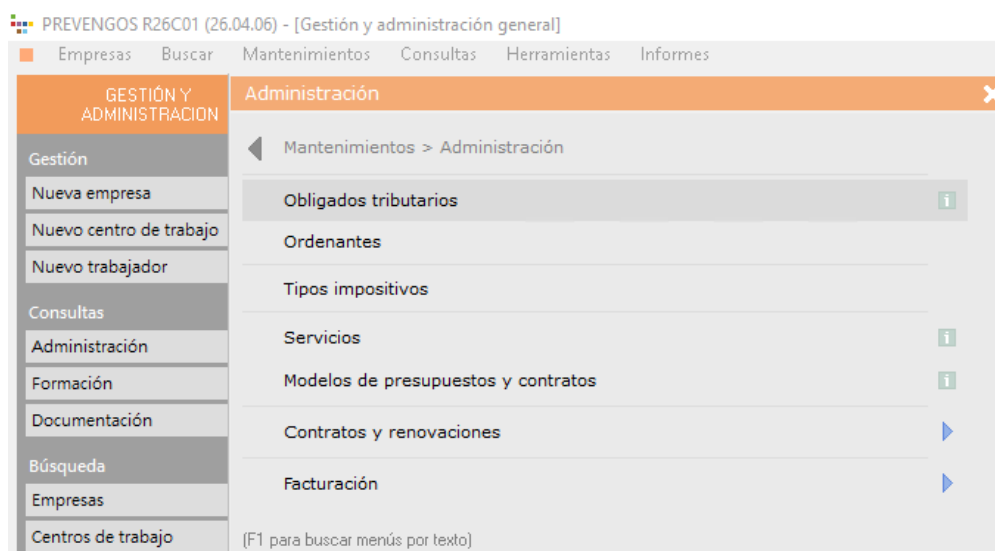 PREVENGOS R26C01 (26.04.06) - [Gestión y administración general]
Empresas Buscar Mantenimientos Consultas Herramientas Informes
GESTIÓN Y
ADMINISTRACION
Administración
Mantenimientos > Administración
Gestión
Nueva empresa
Nuevo centro de trabajo
Nuevo trabajador
Consultas
Administración
Formación
Documentación
Búsqueda
Empresas
Centros de trabajo
Obligados tributarios
Ordenantes
Tipos impositivos
Servicios
Modelos de presupuestos y contratos
Contratos y renovaciones
Facturación
(F1 para buscar menús por texto)